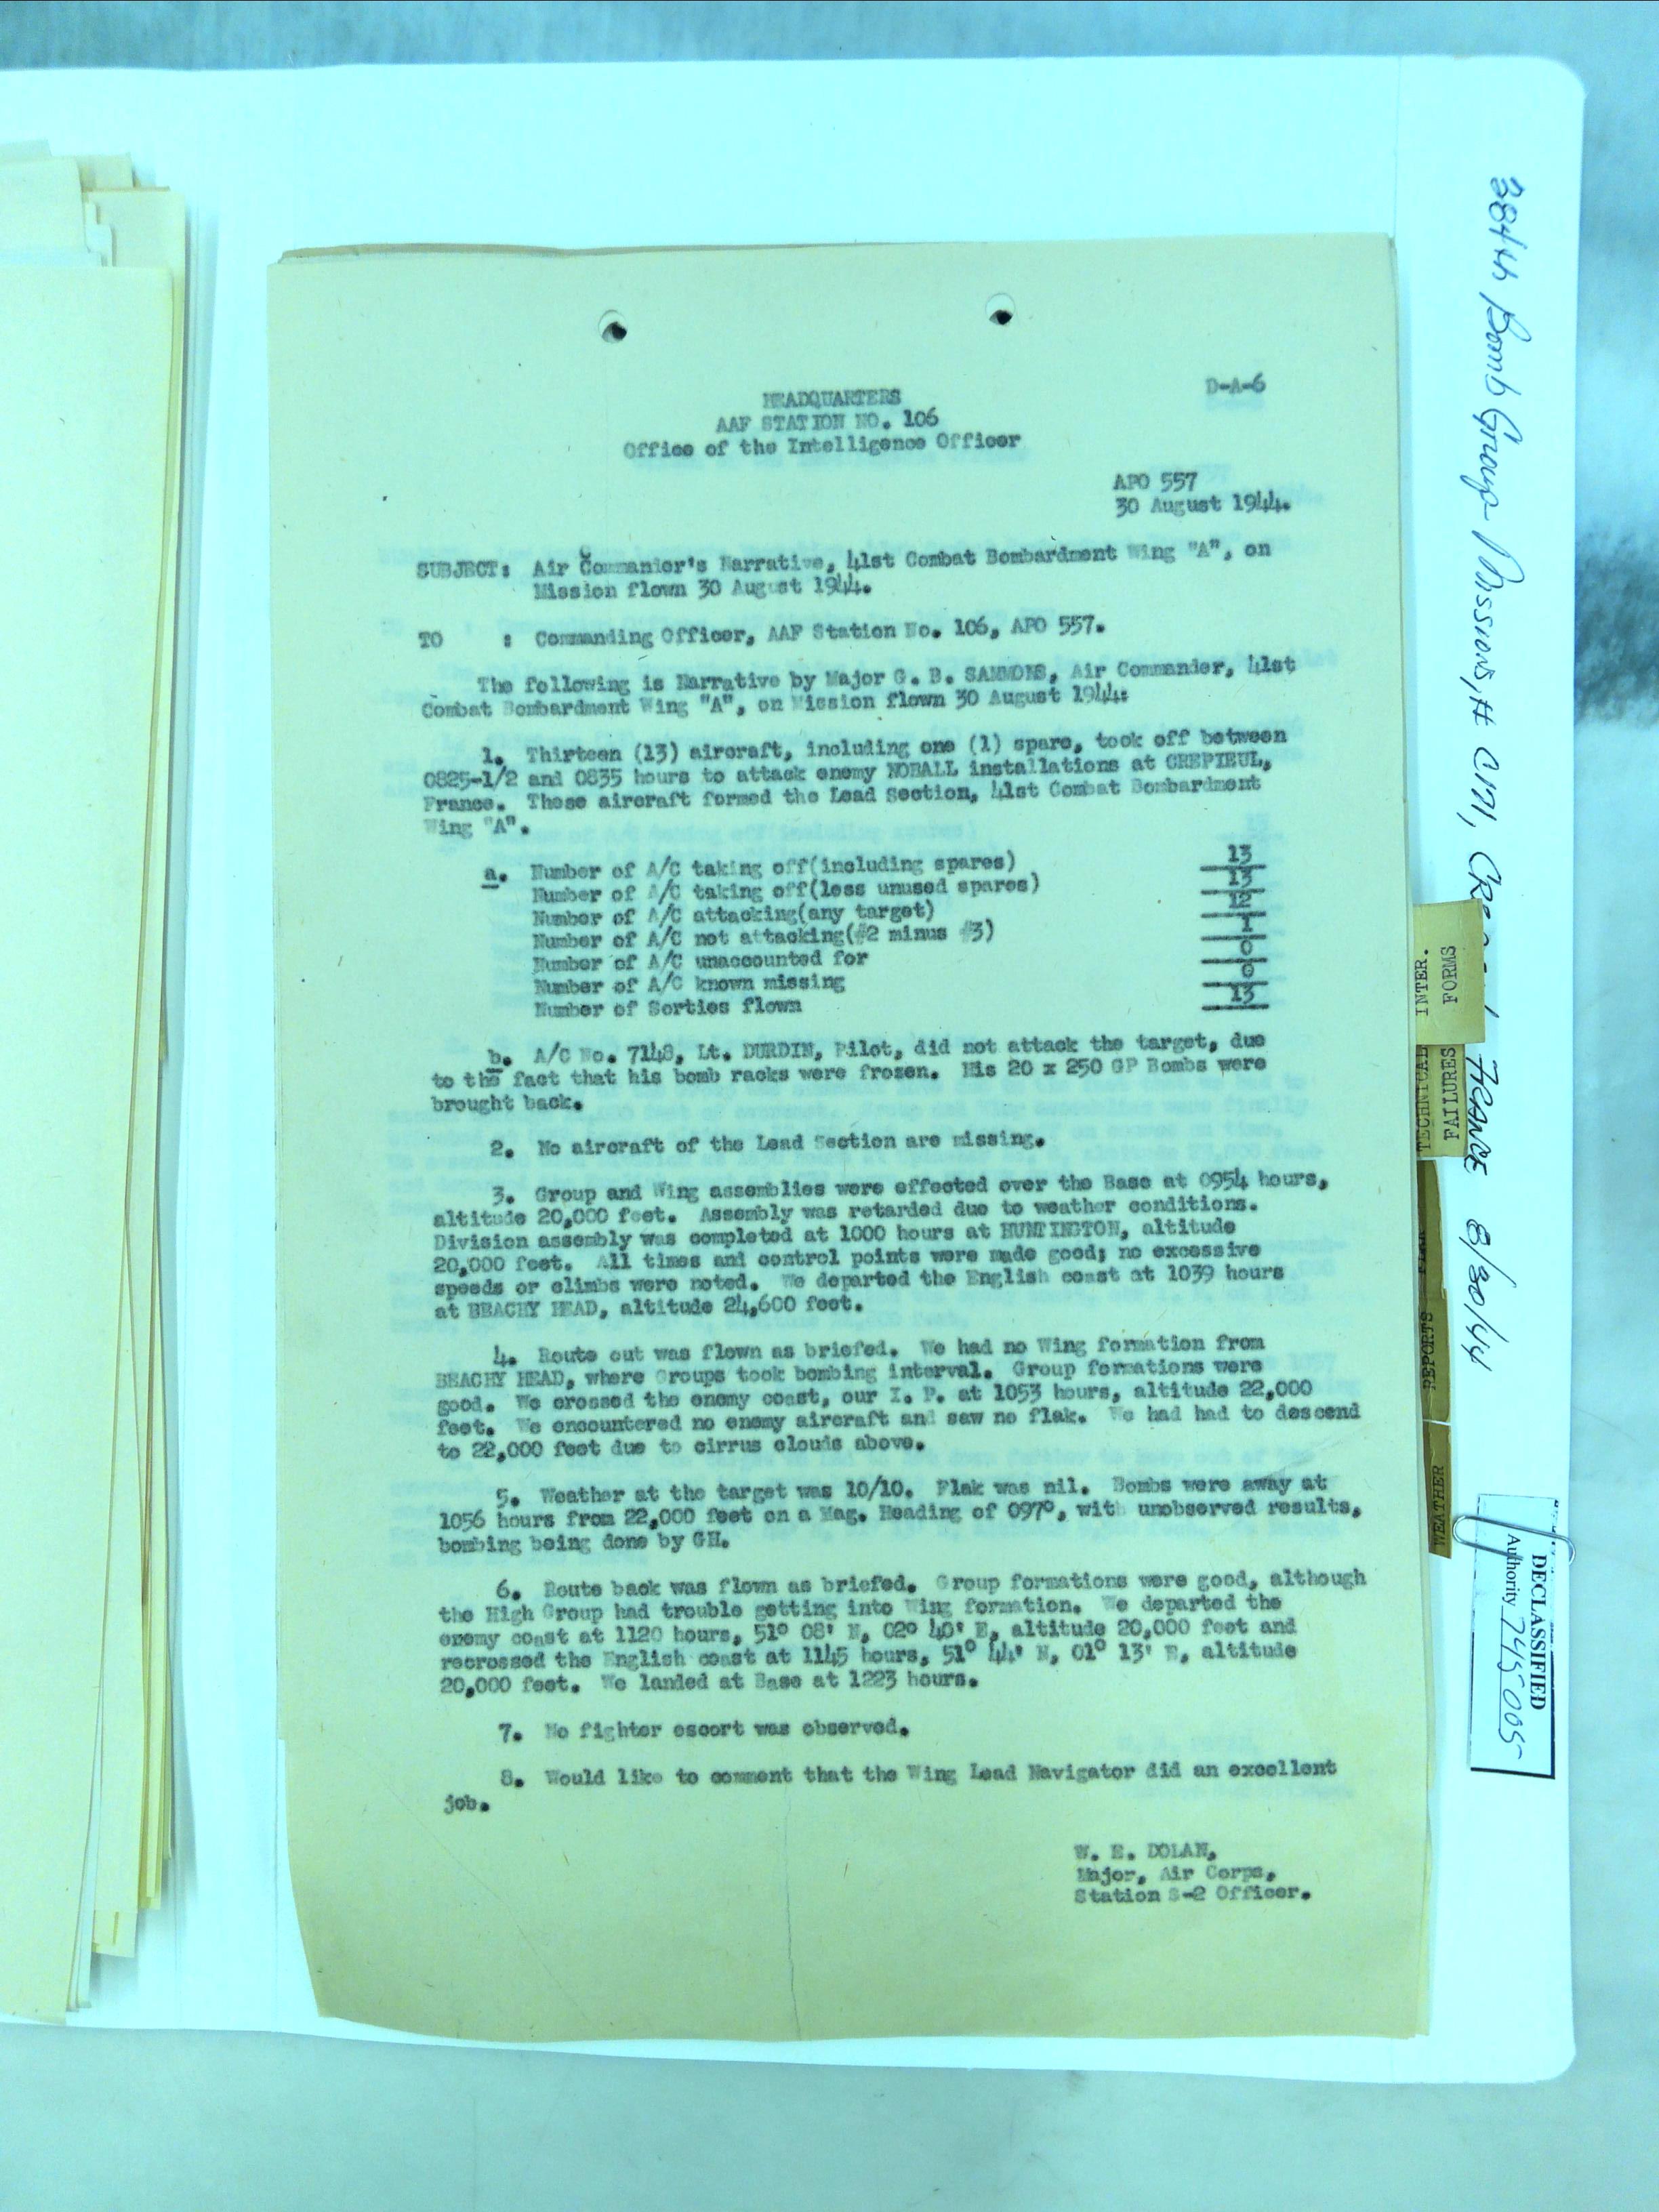 D-A-6
HEADQUARTERS
AAF STATION NO. 106
Office of the Intelligence Officer
APO 557
30 August 1944.
SUBJECT: Air Commander's Narrative, 41st Combat Bombardment Wing "A", on
Mission flown 30 August 1944.
TO : Commanding Officer, AAF Station No. 106, APO 557.
The following is Narrative by Major G. B. SAMMONS, Air Commander, 41st
Combat Bombardment Wing "A", on Mission flown 30 August 1944:
1. Thirteen (13) aircraft, including one (1) spare, took off between
0825-1/2 and 0835 hours to attack enemy NOBALL installations at CREPIEUL,
France. These aircraft formed the Lead Section, 41st Combat Bombardment
Wing "A".
a. Number of A/C taking off(including spares) 13
Number of A/C taking off(less unused spares) 13
Number of A/C attacking(any target) 12
Number of A/C not attacking(#2 minus #3) 1
Number of A/C unaccounted for 0
Number of A/C known missing 0
Number of Sorties flown 13
b. A/C No. 7148, Lt. DURDIN, Pilot, did not attack the target, due
to the fact that his bomb racks were frozen. His 20 x 250 GP Bombs were
brought back.
2. No aircraft of the Lead Section are missing.
3. Group and Wing assemblies were effected over the Base at 0954 hours,
altitude 20,000 feet. Assembly was retarded due to weather conditions.
Division assembly was completed at 1000 hours at HUNTINGTON, altitude
20,000 feet. All times and control points were made good; no excessive
speeds or climbs were noted. We departed the English coast at 1039 hours
at BEACHY HEAD, altitude 24,600 feet.
4. Route out was flown as briefed. We had no Wing formation from
BEACHY HEAD, where Groups took bombing interval. Group formations were
good. We crossed the enemy coast, our I. P. at 1053 hours, altitude 22,000
feet. We encountered no enemy aircraft and saw no flak. We had had to descend
to 22,000 feet due to cirrus clouds above.
5. Weather at the target was 10/10. Flak was nil. Bombs were away at
1056 hours from 22,000 feet on a Mag. Heading of 097°, with unobserved results,
bombing being done by GH.
6. Route back was flown as briefed. Group formations were good, although
the High Group had trouble getting into Wing formation. We departed the
enemy coast at 1120 hours, 51° 08' N, 02° 40' E, altitude 20,000 feet and
recrossed the English coast at 1145 hours, 51° 44' N, 01° 13' E, altitude
20,000 feet. We landed at Base at 1223 hours.
7. No fighter escort was observed.
8. Would like to comment that the Wing Lead Navigator did an excellent
job.
W. E. DOLAN,
Major, Air Corps,
Station S-2 Officer.
384th Bomb Group Missions,
France 8/30/44
INTER.
FORMS
TECHNICAL
FAILURES
REPORTS
WEATHER
DECLASSIFIED
Authority 745005